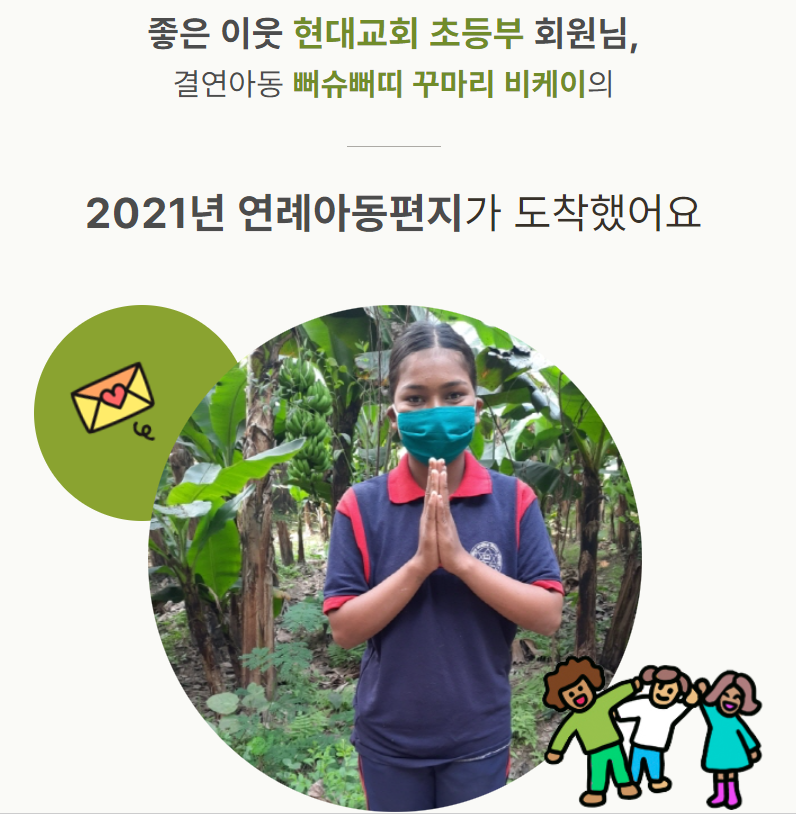 좋은 이웃 현대교회 초등부 회원님,
결연아동 뻐슈뻐띠 꾸마리 비케이의
2021년 연례아동편지가 도착했어요